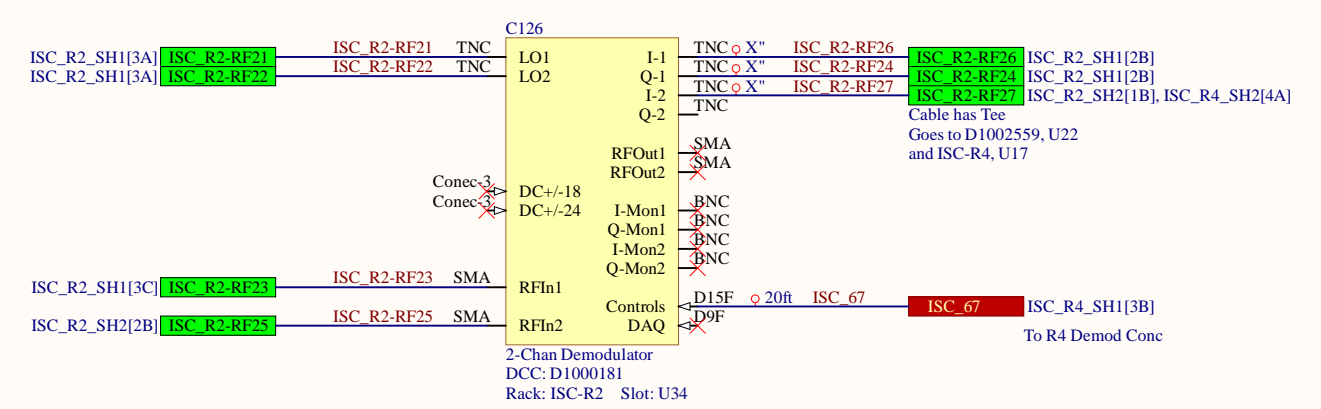 C126
ISC_R2_SH1[3A] ISC_R2-RF21 ISC_R2-RF21 TNC LO1 I-1 TNC X" ISC_R2-RF26 ISC_R2-RF26 ISC_R2_SH1[2B]
ISC_R2_SH1[3A] ISC_R2-RF22 ISC_R2-RF22 TNC LO2 Q-1 TNC X" ISC_R2-RF24 ISC_R2-RF24 ISC_R2_SH1[2B]
I-2 TNC X" ISC_R2-RF27 ISC_R2-RF27 ISC_R2_SH2[1B], ISC_R4_SH2[4A]
Q-2 TNC
Cable has Tee
Goes to D1002559, U22
and ISC-R4, U17
RFOut1 SMA
RFOut2 SMA
Conec-3 DC+/-18
Conec-3 DC+/-24
I-Mon1 BNC
Q-Mon1 BNC
I-Mon2 BNC
Q-Mon2 BNC
ISC_R2_SH1[3C] ISC_R2-RF23 ISC_R2-RF23 SMA RFIn1
Controls D15F 20ft ISC_67 ISC_67 ISC_R4_SH1[3B]
ISC_R2_SH2[2B] ISC_R2-RF25 ISC_R2-RF25 SMA RFIn2 DAQ D9F
To R4 Demod Conc
2-Chan Demodulator
DCC: D1000181
Rack: ISC-R2 Slot: U34